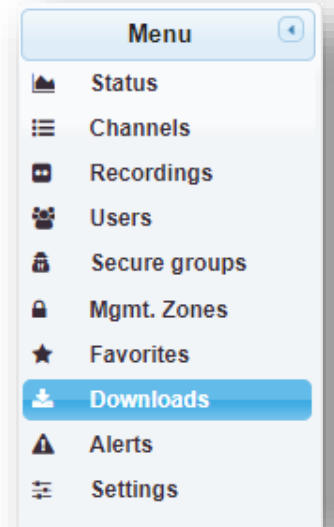 Menu
Status
Channels
Recordings
Users
Secure groups
Mgmt. Zones
Favorites
Downloads
Alerts
Settings